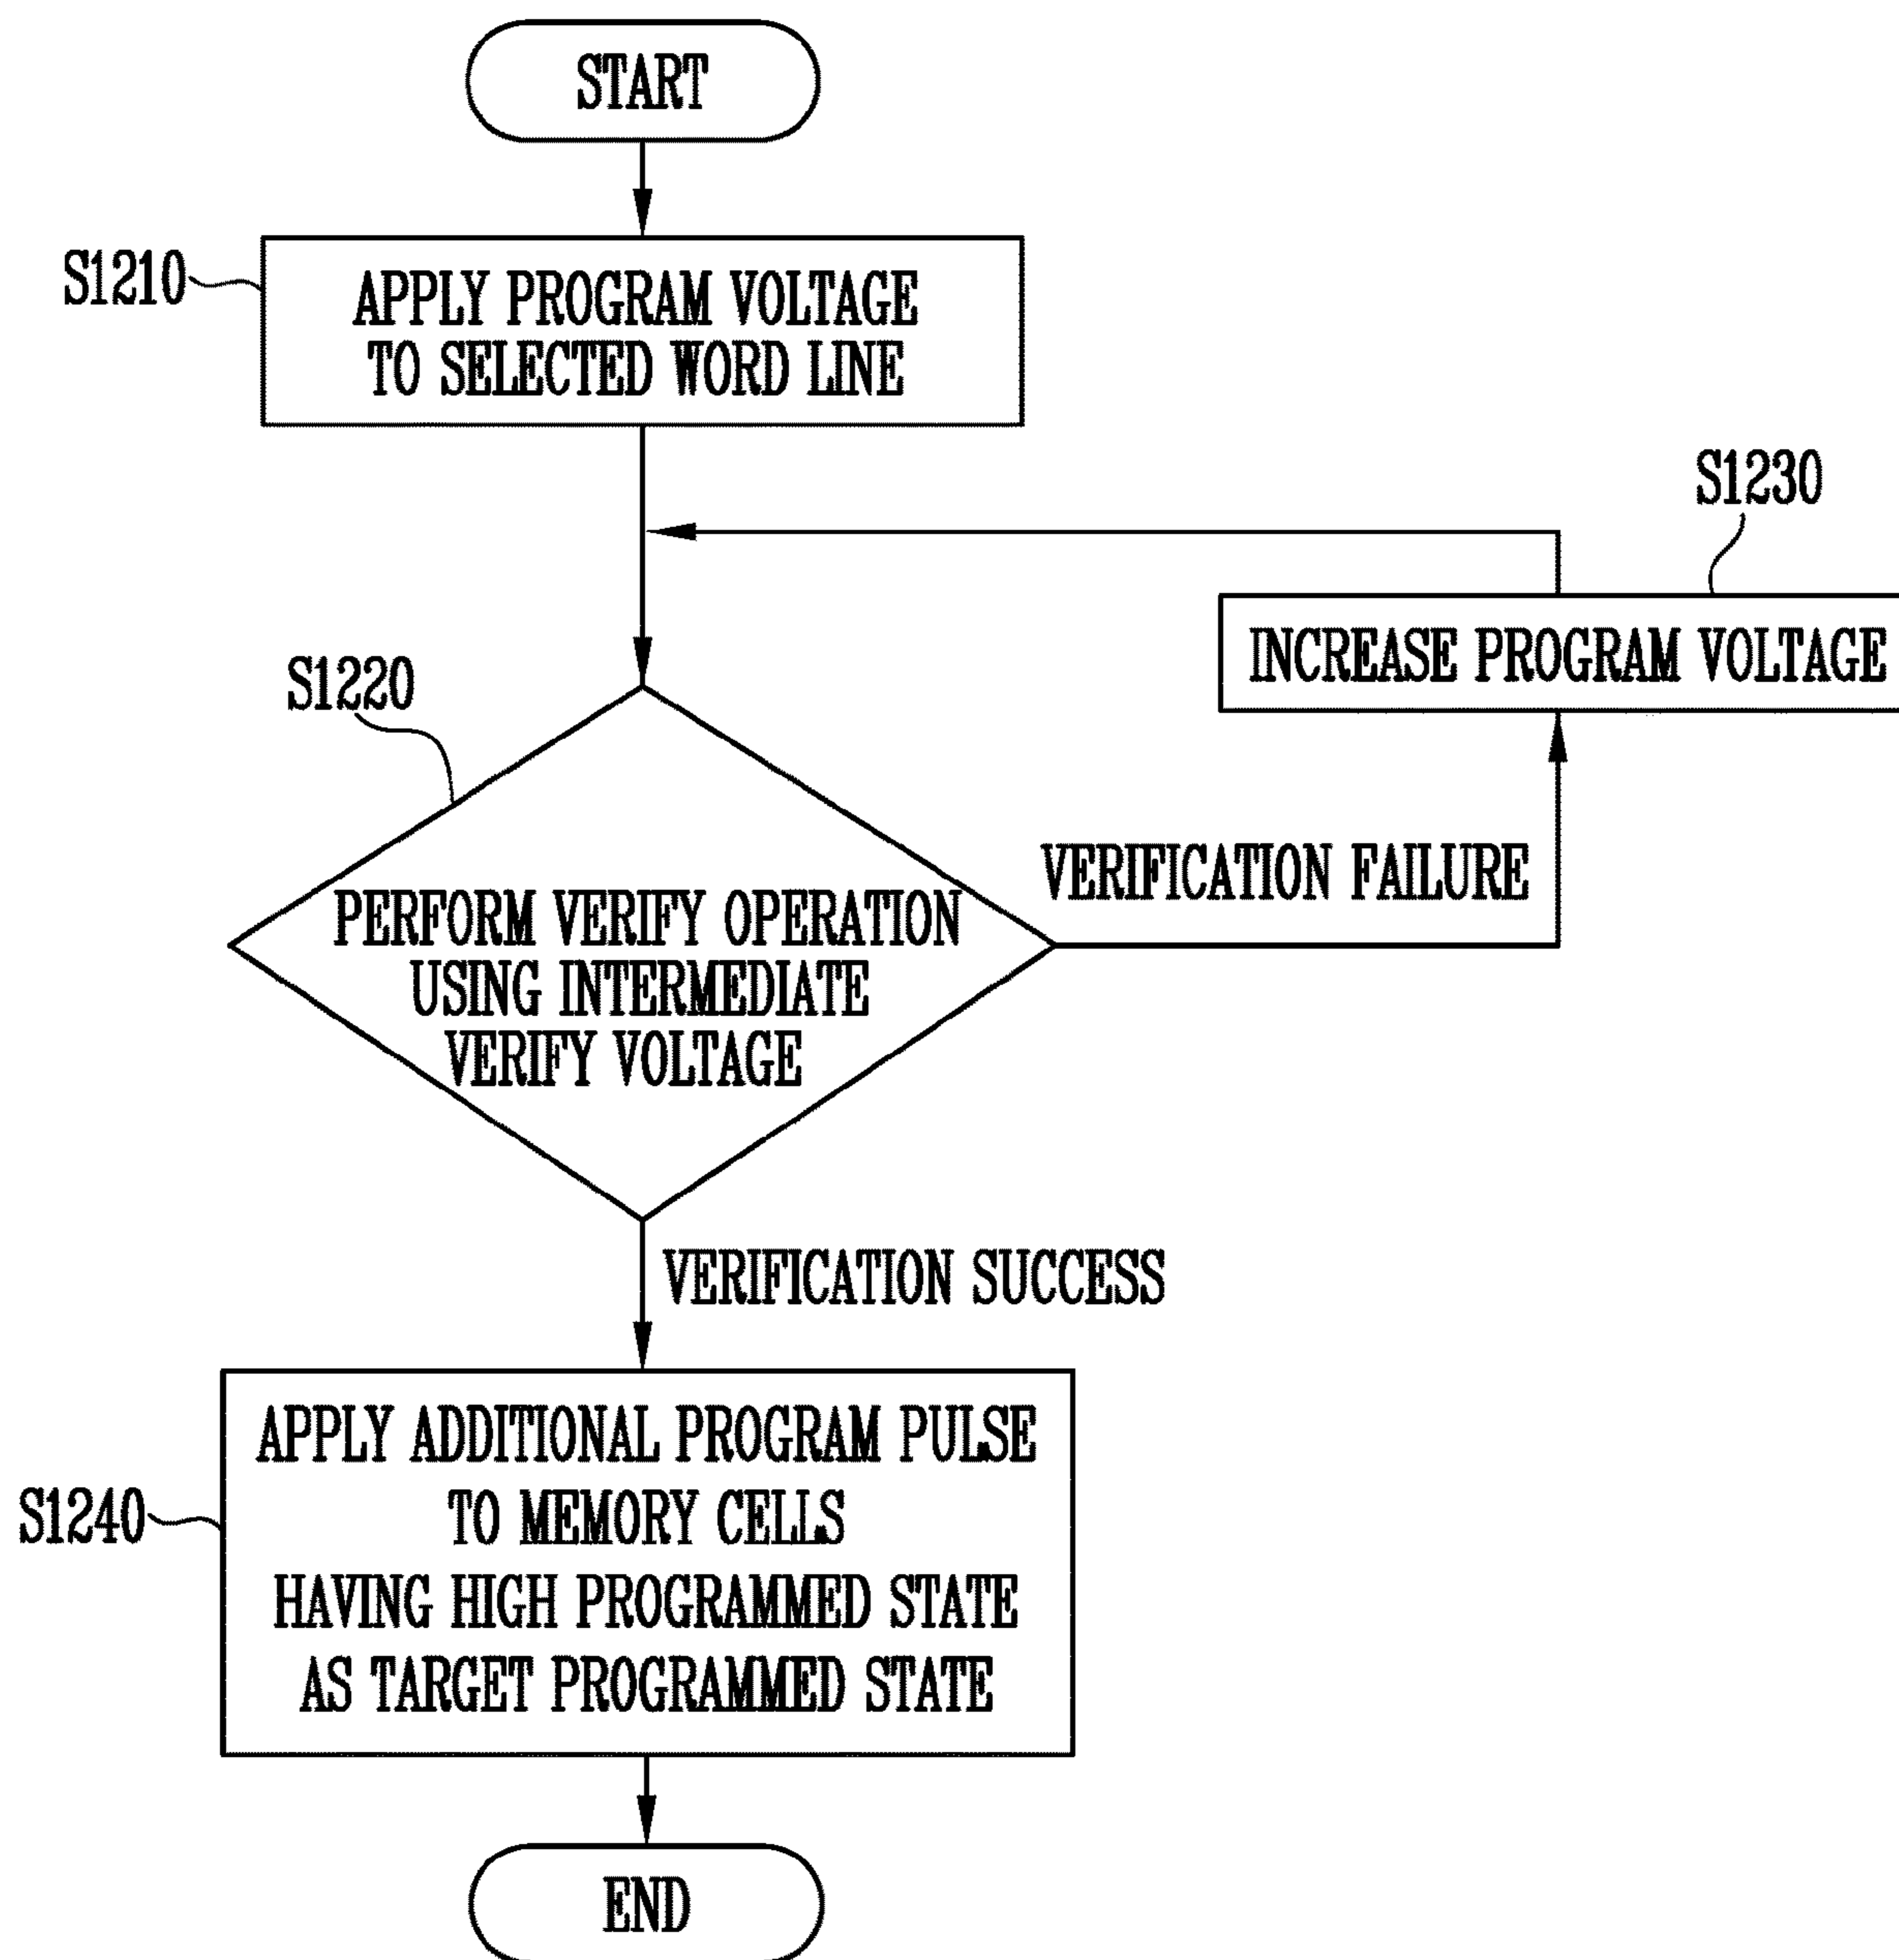 START
S1210
APPLY PROGRAM VOLTAGE
TO SELECTED WORD LINE
S1230
INCREASE PROGRAM VOLTAGE
S1220
PERFORM VERIFY OPERATION
USING INTERMEDIATE
VERIFY VOLTAGE
VERIFICATION FAILURE
VERIFICATION SUCCESS
S1240
APPLY ADDITIONAL PROGRAM PULSE
TO MEMORY CELLS
HAVING HIGH PROGRAMMED STATE
AS TARGET PROGRAMMED STATE
END